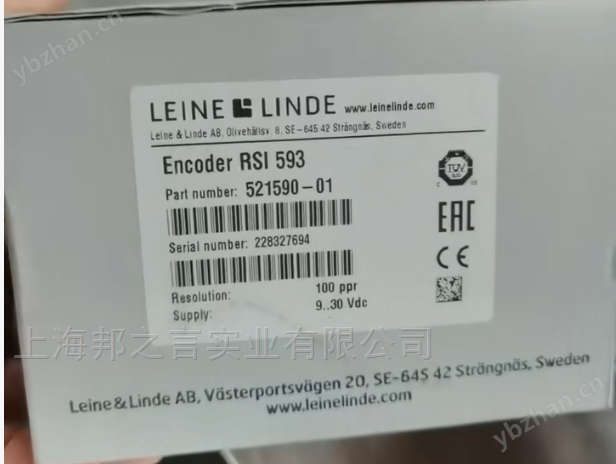 ybzhan.cn
LEINE LINDE www.leinelinde.com
Leine & Linde AB, Olivehällsv. 8, SE-645 42 Strängnäs, Sweden
Encoder RSI 593
Part number: 521590-01
Serial number: 228327694
Resolution: 100 ppr
Supply: 9..30 Vdc
TÜV
C US
EAC
CE
上海邦之言实业有限公司
Leine&Linde AB, Västerportsvägen 20, SE-645 42 Strängnäs, Sweden
www.leinelinde.com
ybzhan.cn